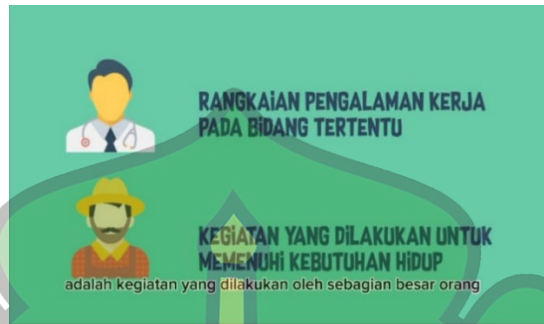 RANGKAiAN PENGALAMAN KERJA
PADA BiDANG TERTENTU
KEGiATAN YANG DiLAKUKAN UNTUK
MEMENUHi KEBUTUHAN HiDUP
adalah kegiatan yang dilakukan oleh sebagian besar orang